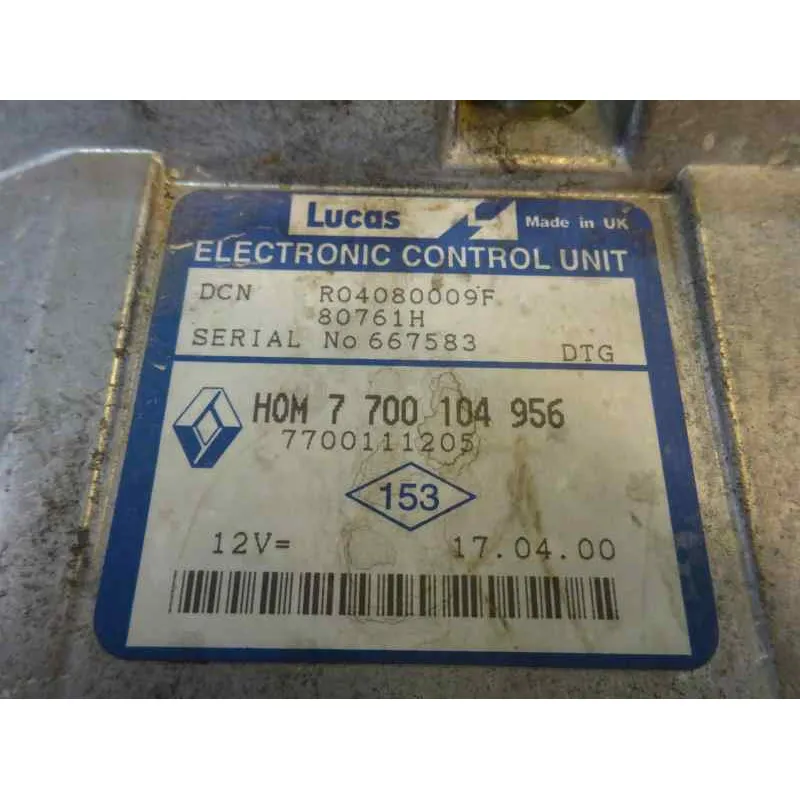 Lucas Made in UK
ELECTRONIC CONTROL UNIT
DCN R04080009F
80761H
SERIAL No 667583 DTG
HOM 7 700 104 956
7700111205
153
12V= 17.04.00